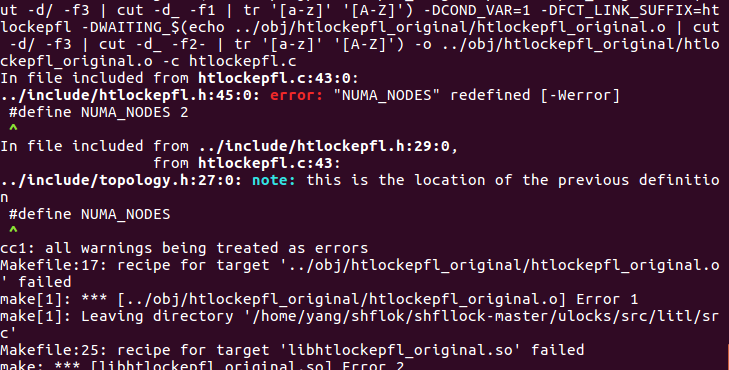 ut -d/ -f3 | cut -d_ -f1 | tr '[a-z]' '[A-Z]') -DCOND_VAR=1 -DFCT_LINK_SUFFIX=ht
lockepfl -DWAITING_$(echo ../obj/htlockepfl_original/htlockepfl_original.o | cut
 -d/ -f3 | cut -d_ -f2- | tr '[a-z]' '[A-Z]') -o ../obj/htlockepfl_original/htlo
ckepfl_original.o -c htlockepfl.c
In file included from htlockepfl.c:43:0:
../include/htlockepfl.h:45:0: error: "NUMA_NODES" redefined [-Werror]
 #define NUMA_NODES 2
 ^
In file included from ../include/htlockepfl.h:29:0,
                 from htlockepfl.c:43:
../include/topology.h:27:0: note: this is the location of the previous definitio
n
 #define NUMA_NODES
 ^
cc1: all warnings being treated as errors
Makefile:17: recipe for target '../obj/htlockepfl_original/htlockepfl_original.o
' failed
make[1]: *** [../obj/htlockepfl_original/htlockepfl_original.o] Error 1
make[1]: Leaving directory '/home/yang/shflok/shfllock-master/ulocks/src/litl/sr
c'
Makefile:25: recipe for target 'libhtlockepfl_original.so' failed
make: *** [libhtlockepfl_original.so] Error 2